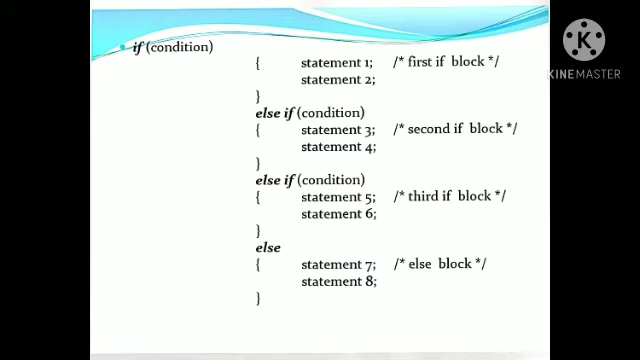 • if (condition)
{ statement 1; /* first if block */
statement 2;
}
else if (condition)
{ statement 3; /* second if block */
statement 4;
}
else if (condition)
{ statement 5; /* third if block */
statement 6;
}
else
{ statement 7; /* else block */
statement 8;
}
K
KINEMASTER